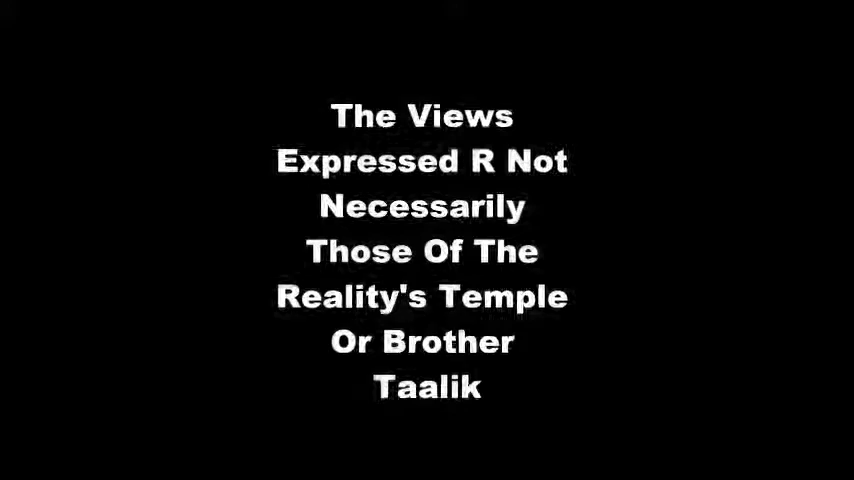 The Views
Expressed R Not
Necessarily
Those Of The
Reality's Temple
Or Brother
Taalik